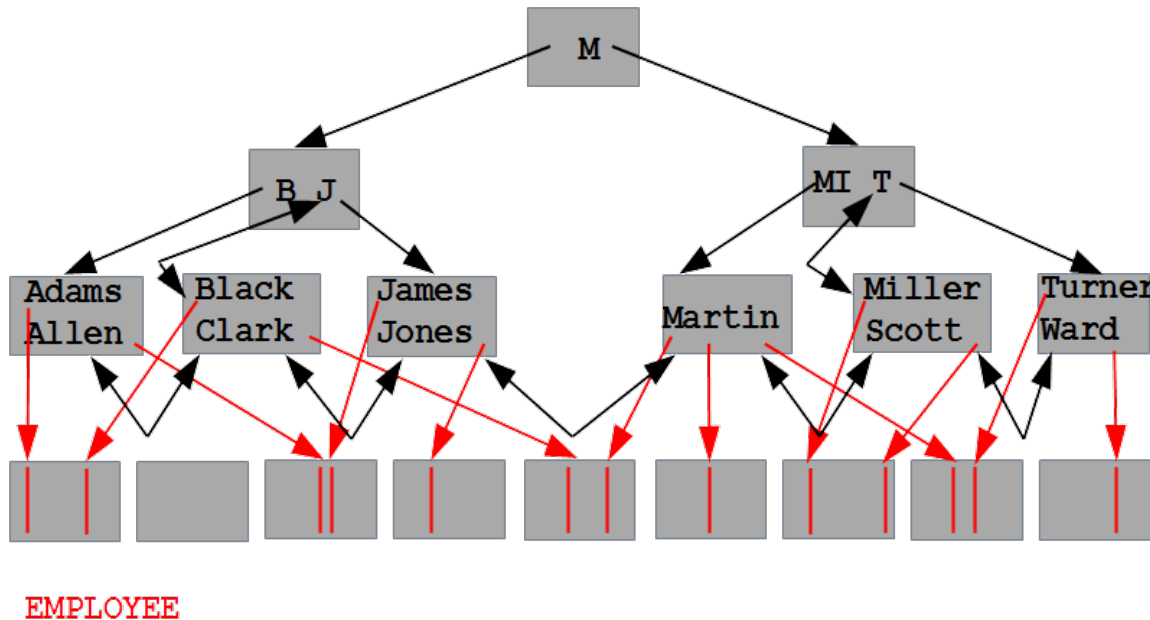 M
B J
MI T
Adams
Allen
Black
Clark
James
Jones
Martin
Miller
Scott
Turner
Ward
EMPLOYEE